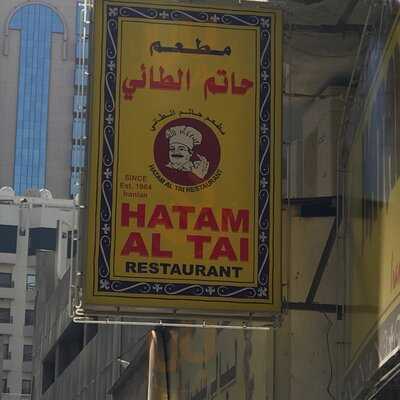 مطعم
حاتم الطائي
مطعم حاتم الطائي
HATAM AL TAI RESTAURANT
SINCE
Est. 1964
Iranian
HATAM
AL TAI
RESTAURANT